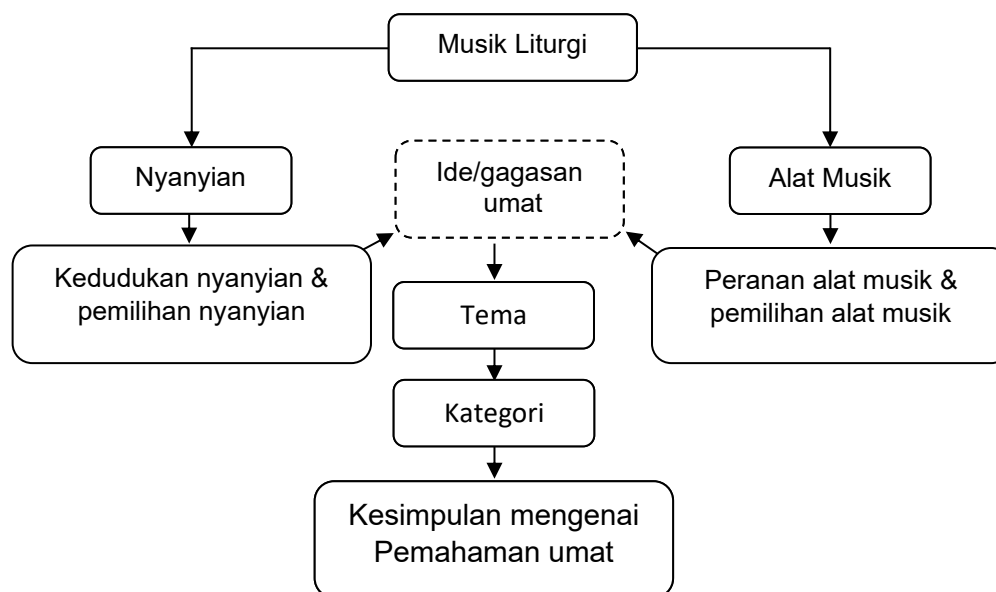 Musik Liturgi
Nyanyian
Ide/gagasan
umat
Alat Musik
Kedudukan nyanyian &
pemilihan nyanyian
Peranan alat musik &
pemilihan alat musik
Tema
Kategori
Kesimpulan mengenai
Pemahaman umat